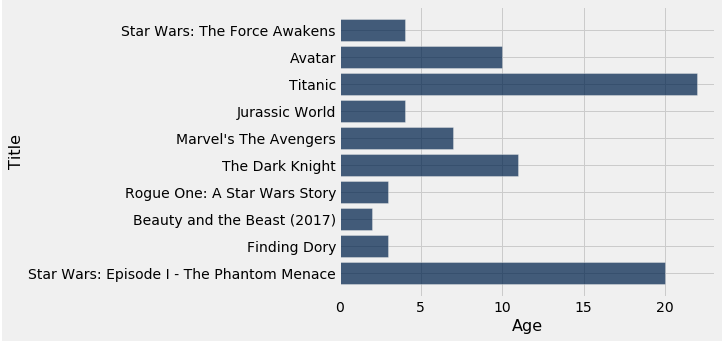 Star Wars: The Force Awakens
Avatar
Titanic
Jurassic World
Marvel's The Avengers
The Dark Knight
Rogue One: A Star Wars Story
Beauty and the Beast (2017)
Finding Dory
Star Wars: Episode I - The Phantom Menace
Title
0 5 10 15 20
Age